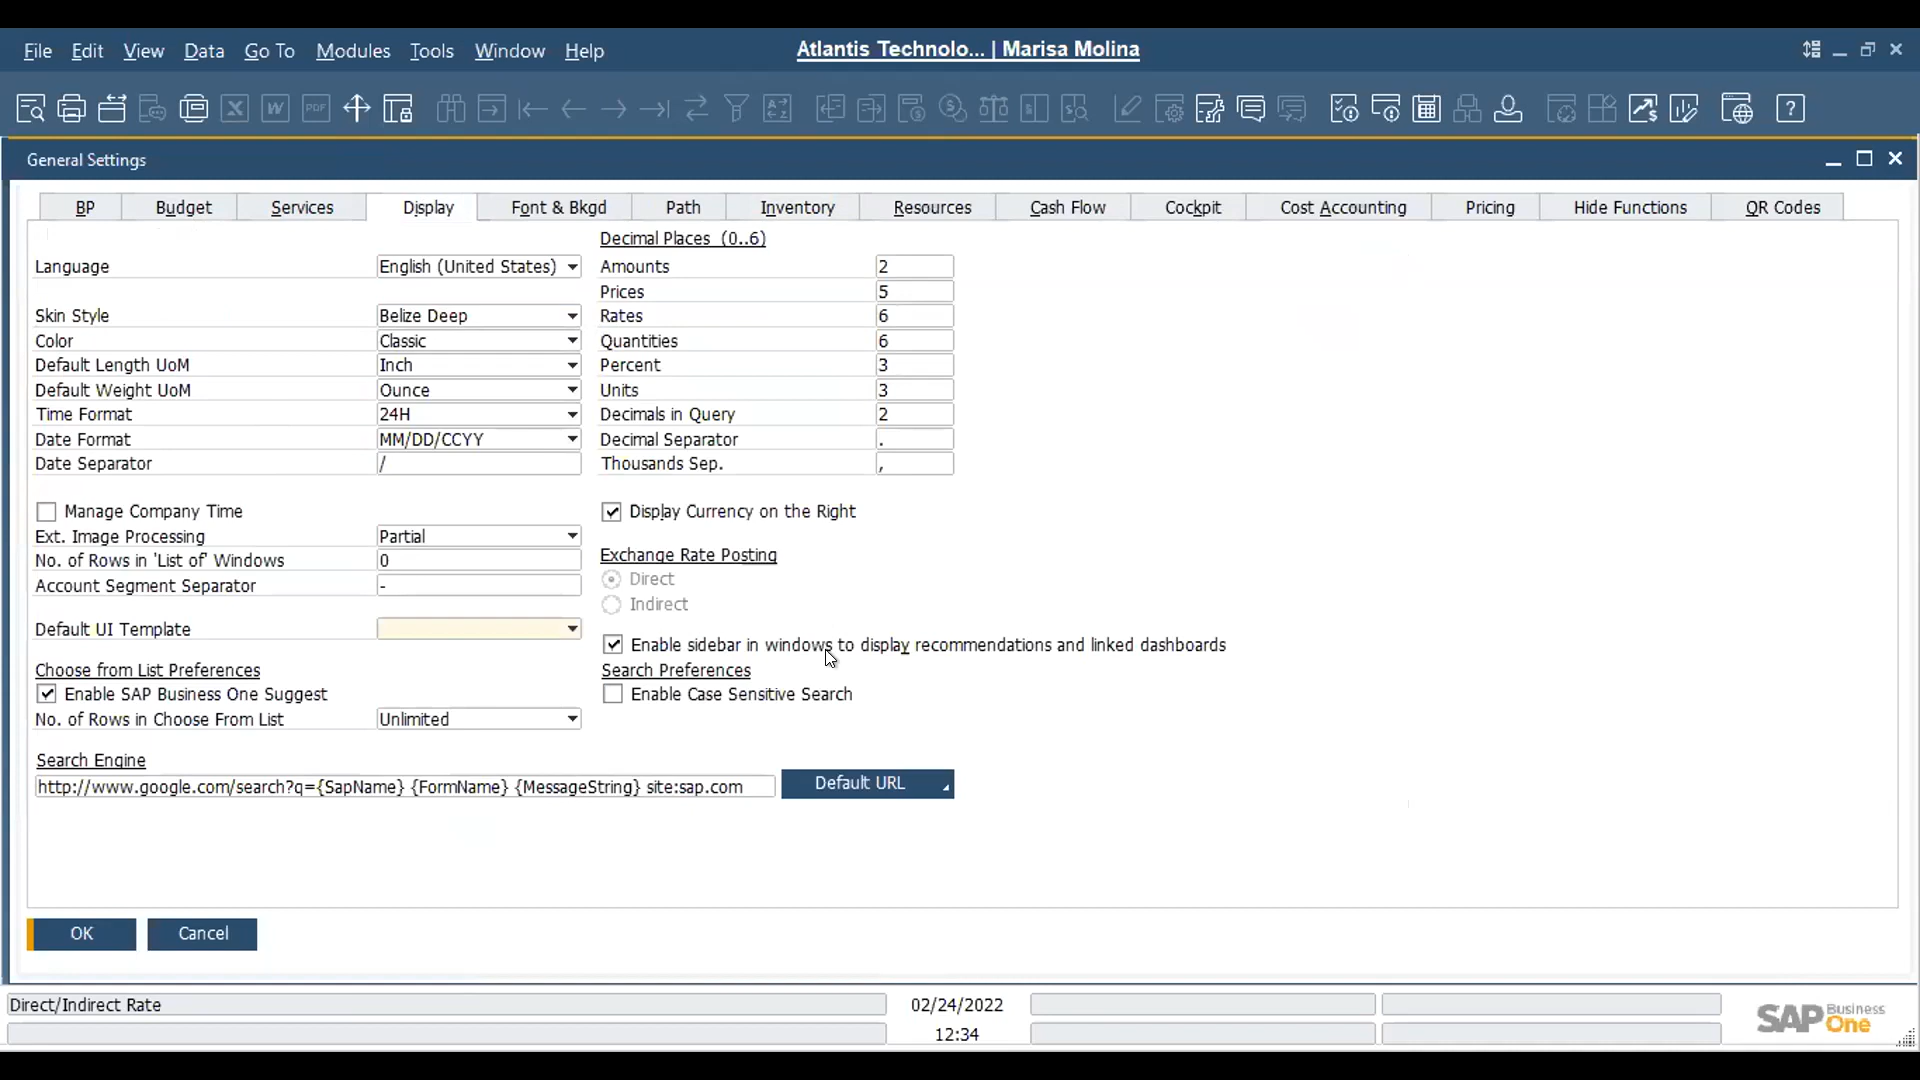 File Edit View Data Go To Modules Tools Window Help
Atlantis Technolo... | Marisa Molina
General Settings
BP Budget Services Display Font & Bkgd Path Inventory Resources Cash Flow Cockpit Cost Accounting Pricing Hide Functions QR Codes
Decimal Places (0..6)
Language English (United States) Amounts 2
Prices 5
Skin Style Belize Deep Rates 6
Color Classic Quantities 6
Default Length UoM Inch Percent 3
Default Weight UoM Ounce Units 3
Time Format 24H Decimals in Query 2
Date Format MM/DD/CCYY Decimal Separator .
Date Separator / Thousands Sep. ,
Manage Company Time Display Currency on the Right
Ext. Image Processing Partial
Exchange Rate Posting
No. of Rows in 'List of' Windows 0
Direct
Account Segment Separator -
Indirect
Default UI Template
Enable sidebar in windows to display recommendations and linked dashboards
Choose from List Preferences Search Preferences
Enable SAP Business One Suggest Enable Case Sensitive Search
No. of Rows in Choose From List Unlimited
Search Engine
http://www.google.com/search?q={SapName} {FormName} {MessageString} site:sap.com Default URL
OK Cancel
Direct/Indirect Rate 02/24/2022
12:34
SAP Business One